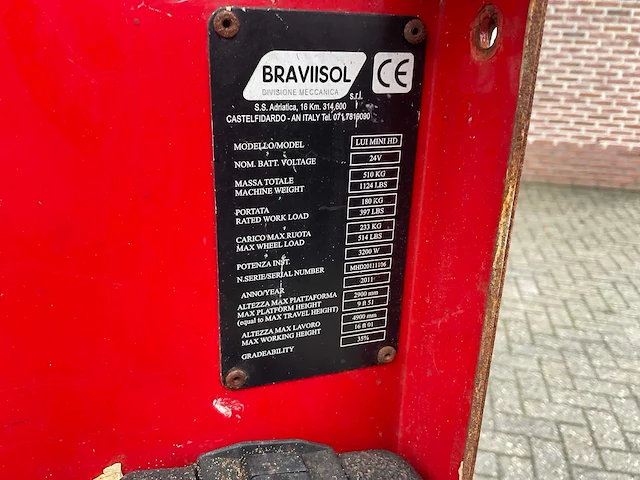 BRAVIISOL
DIVISIONE MECCANICA
s.r.l.
CE
S.S. Adriatica, 16 Km. 314,600
CASTELFIDARDO - AN ITALY Tel. 071.7819090
MODELLO/MODEL LUI MINI HD
NOM. BATT. VOLTAGE 24V
MASSA TOTALE 510 KG
MACHINE WEIGHT 1124 LBS
PORTATA 180 KG
RATED WORK LOAD 397 LBS
CARICO MAX RUOTA 233 KG
MAX WHEEL LOAD 514 LBS
POTENZA INST. 3200 W
N.SERIE/SERIAL NUMBER MHD20111106
ANNO/YEAR 2011
ALTEZZA MAX PIATTAFORMA 2900 mm
MAX PLATFORM HEIGHT 9 ft 51
(equal to MAX TRAVEL HEIGHT)
ALTEZZA MAX LAVORO 4900 mm
MAX WORKING HEIGHT 16 ft 01
GRADEABILITY 35%